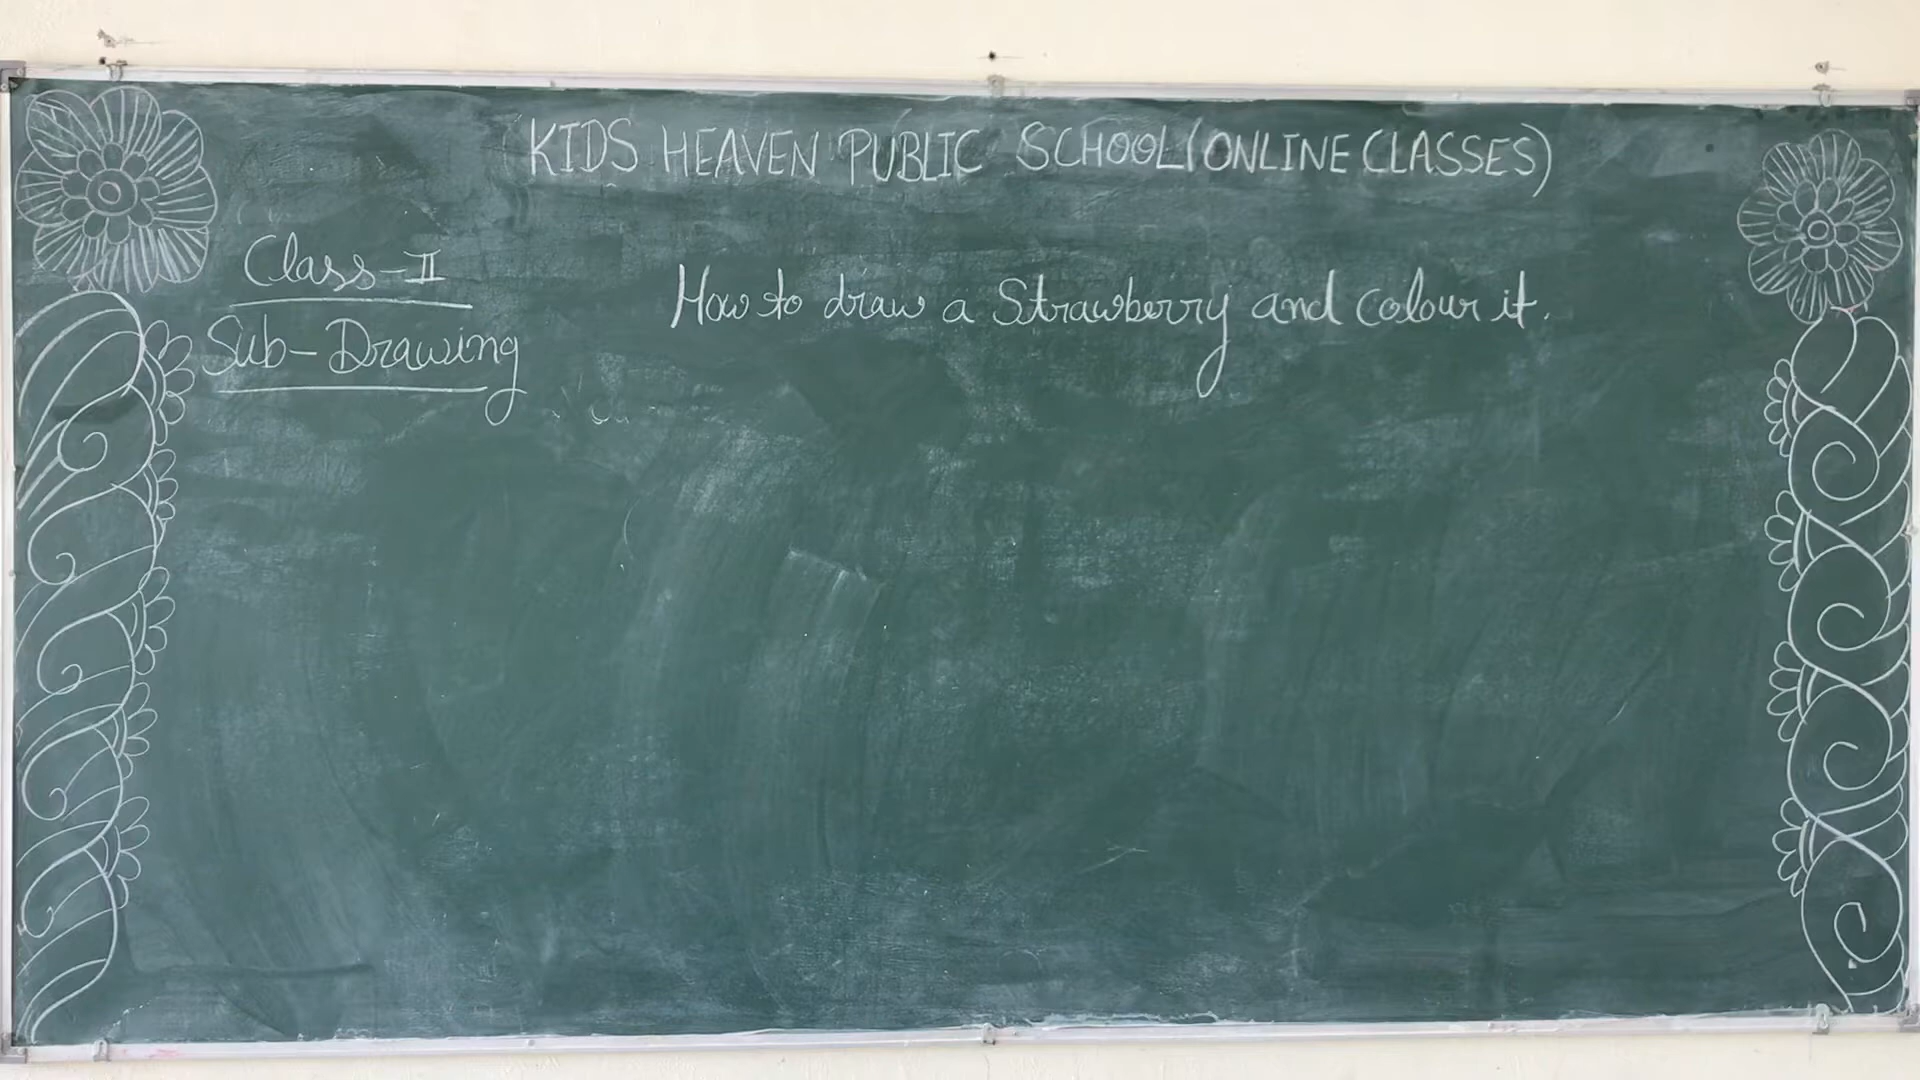 KIDS HEAVEN PUBLIC SCHOOL (ONLINE CLASSES)
Class-II
Sub-Drawing
How to draw a Strawberry and colour it.